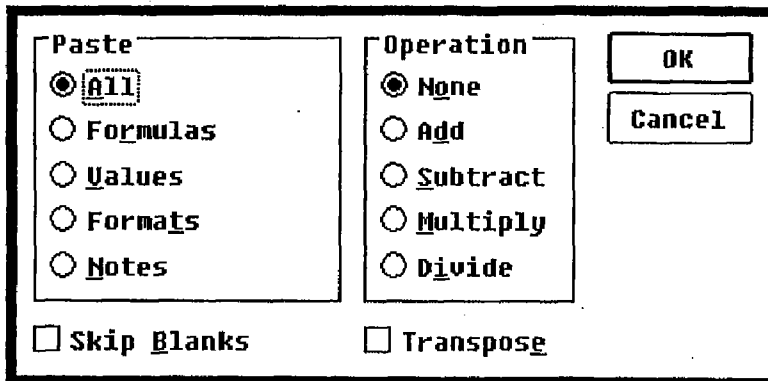 Paste
All
Formulas
Values
Formats
Notes
Operation
None
Add
Subtract
Multiply
Divide
OK
Cancel
Skip Blanks
Transpose